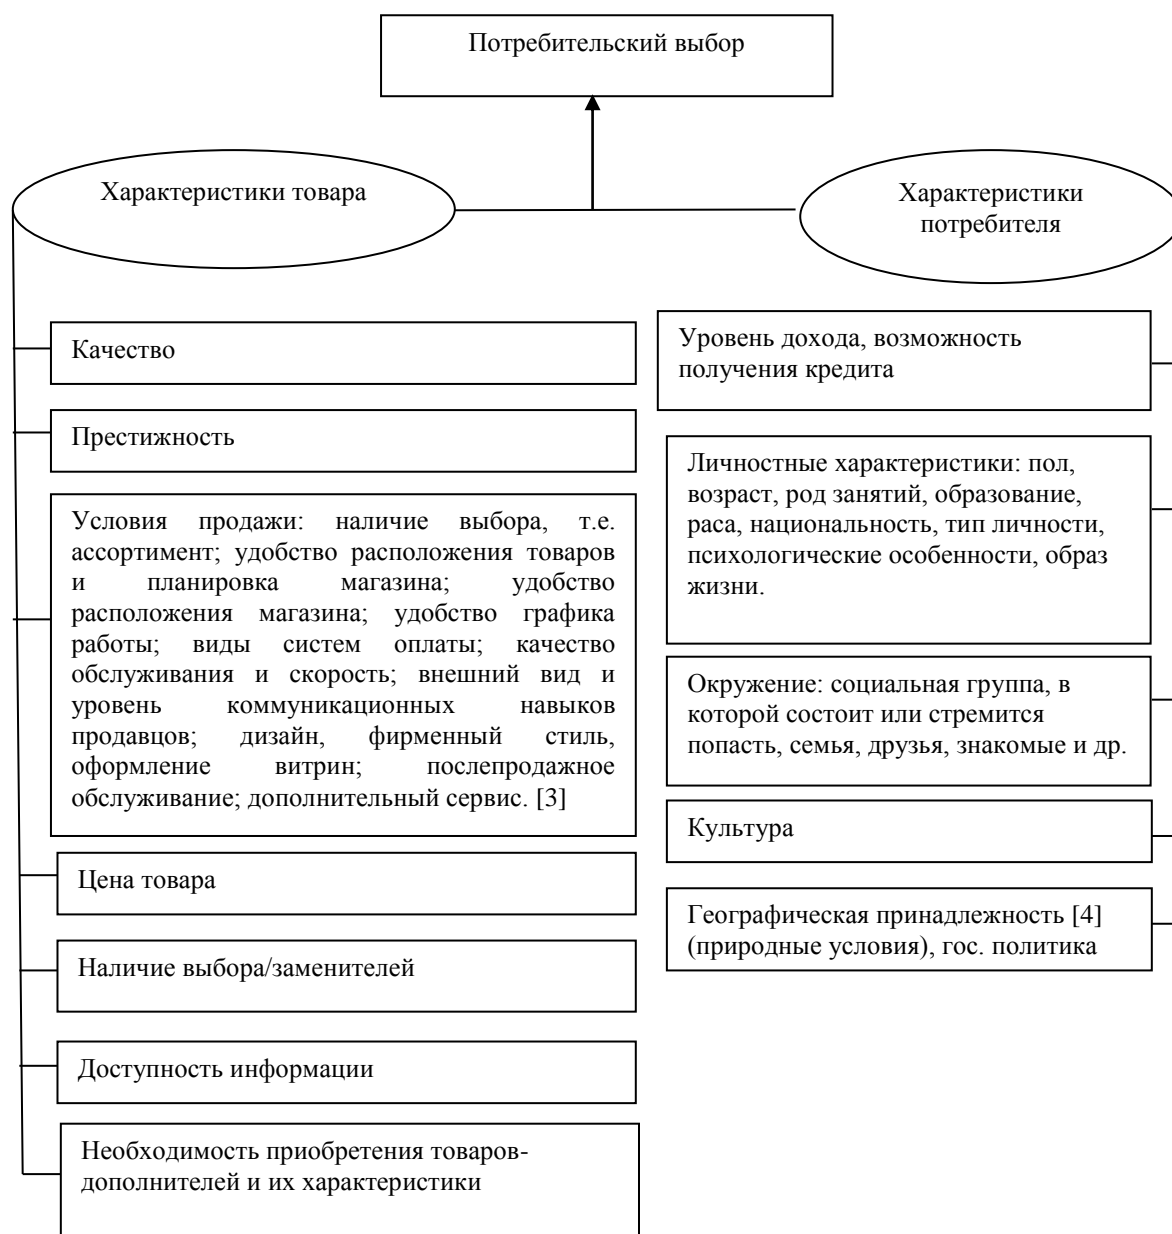 Потребительский выбор
Характеристики товара
Характеристики
потребителя
Качество
Престижность
Условия продажи: наличие выбора, т.е.
ассортимент; удобство расположения товаров
и планировка магазина; удобство
расположения магазина; удобство графика
работы; виды систем оплаты; качество
обслуживания и скорость; внешний вид и
уровень коммуникационных навыков
продавцов; дизайн, фирменный стиль,
оформление витрин; послепродажное
обслуживание; дополнительный сервис. [3]
Цена товара
Наличие выбора/заменителей
Доступность информации
Необходимость приобретения товаров-
дополнителей и их характеристики
Уровень дохода, возможность
получения кредита
Личностные характеристики: пол,
возраст, род занятий, образование,
раса, национальность, тип личности,
психологические особенности, образ
жизни.
Окружение: социальная группа, в
которой состоит или стремится
попасть, семья, друзья, знакомые и др.
Культура
Географическая принадлежность [4]
(природные условия), гос. политика